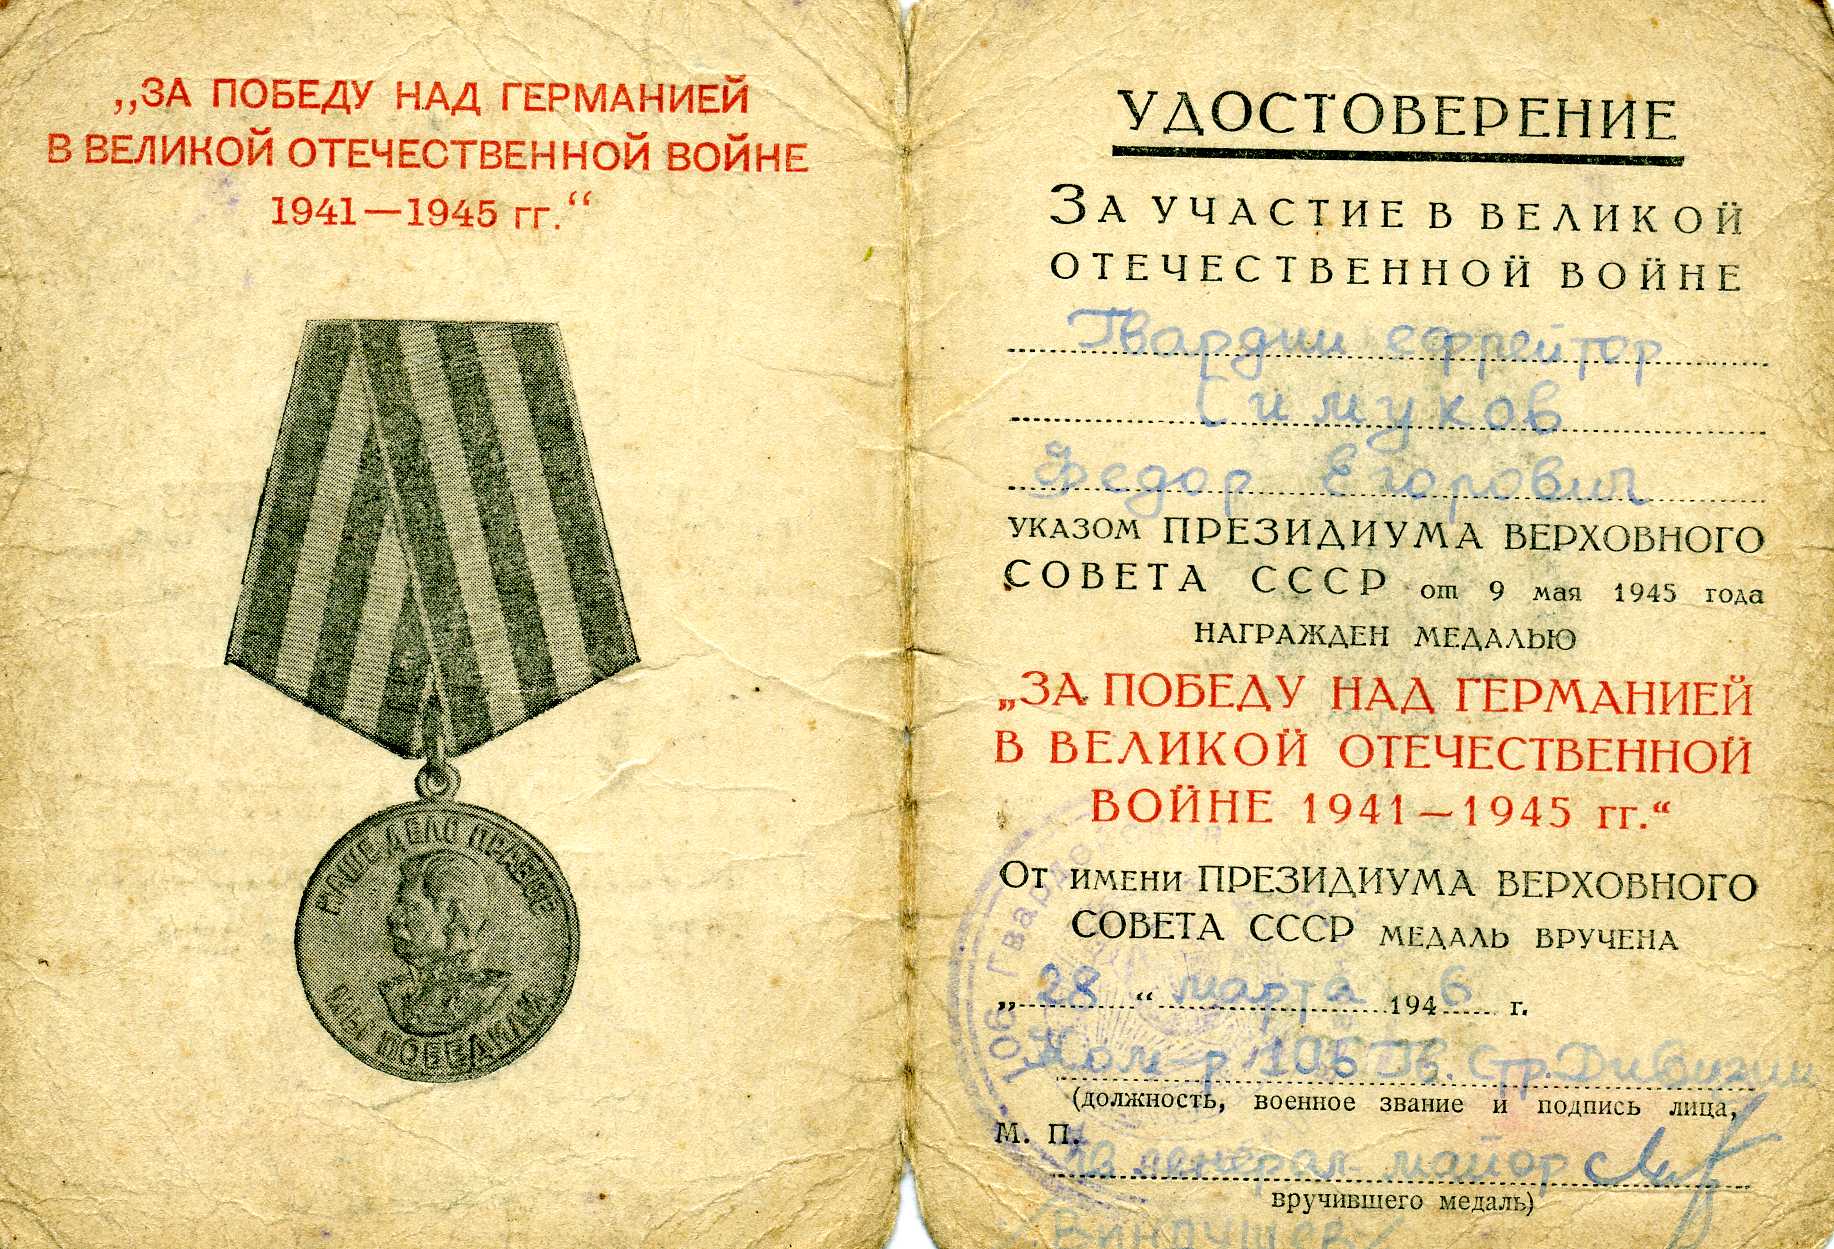 „ЗА ПОБЕДУ НАД ГЕРМАНИЕЙ
В ВЕЛИКОЙ ОТЕЧЕСТВЕННОЙ ВОЙНЕ
1941—1945 гг.“
НАШЕ ДЕЛО ПРАВОЕ
МЫ ПОБЕДИЛИ
УДОСТОВЕРЕНИЕ
ЗА УЧАСТИЕ В ВЕЛИКОЙ
ОТЕЧЕСТВЕННОЙ ВОЙНЕ
Гвардии ефрейтор
Симуков
Федор Егорович
УКАЗОМ ПРЕЗИДИУМА ВЕРХОВНОГО
СОВЕТА СССР от 9 мая 1945 года
НАГРАЖДЕН МЕДАЛЬЮ
„ЗА ПОБЕДУ НАД ГЕРМАНИЕЙ
В ВЕЛИКОЙ ОТЕЧЕСТВЕННОЙ
ВОЙНЕ 1941—1945 гг.“
От имени ПРЕЗИДИУМА ВЕРХОВНОГО
СОВЕТА СССР МЕДАЛЬ ВРУЧЕНА
„28“ марта 1946 г.
Ком-р 106 Гв. Стр. Дивизии
(должность, военное звание и подпись лица,
М. П.
Гв генерал-майор
вручившего медаль)
/Виндушев/
106 Гвардейск